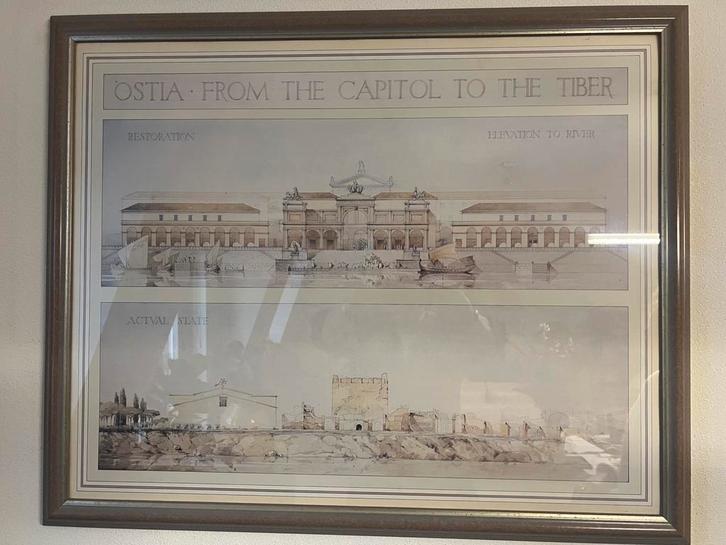 OSTIA · FROM THE CAPITOL TO THE TIBER
RESTORATION
ELEVATION TO RIVER
ACTVAL STATE